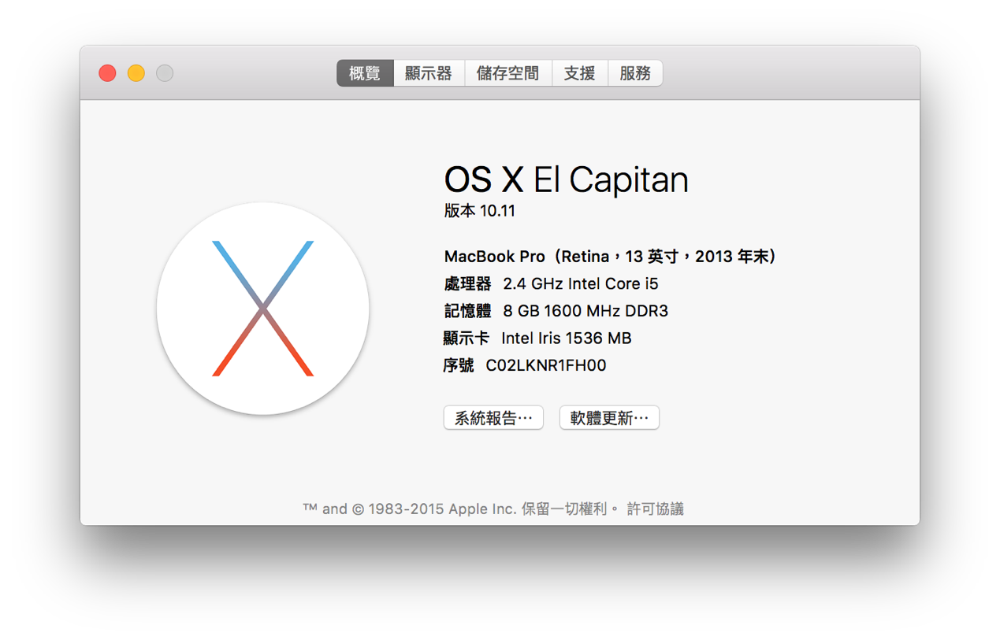 概覽 顯示器 儲存空間 支援 服務
OS X El Capitan
版本 10.11
MacBook Pro（Retina，13 英寸，2013 年末）
處理器 2.4 GHz Intel Core i5
記憶體 8 GB 1600 MHz DDR3
顯示卡 Intel Iris 1536 MB
序號 C02LKNR1FH00
系統報告⋯ 軟體更新⋯
™ and © 1983-2015 Apple Inc. 保留一切權利。 許可協議